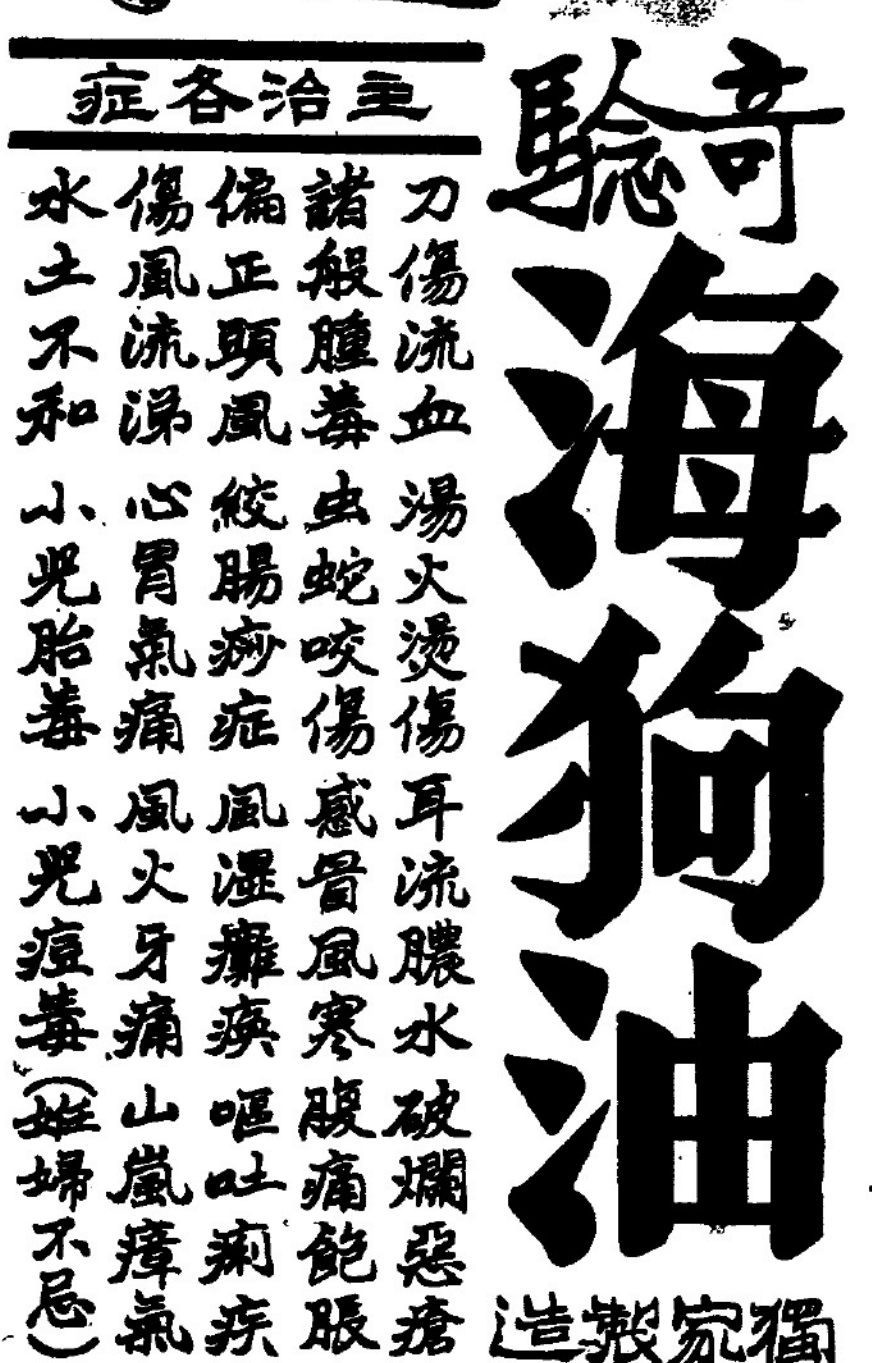 奇驗
海狗油
獨家製造
主治各症
刀傷流血 湯火燙傷 耳流膿水 破爛惡瘡
諸般腫毒 虫蛇咬傷 感冒風寒 腹痛飽脹
偏正頭風 絞腸痧症 風濕癱瘓 嘔吐痢疾
傷風流涕 心胃氣痛 風火牙痛 山嵐瘴氣
水土不和 小兒胎毒 小兒痘毒 (姙婦不忌)